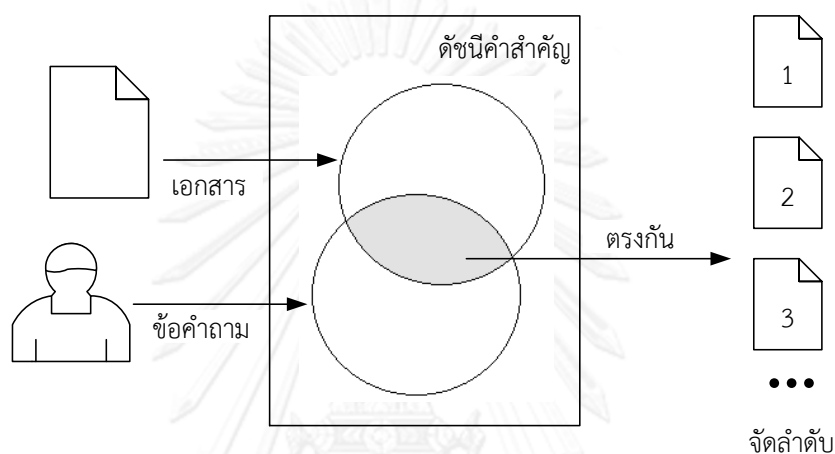 ดัชนีคำสำคัญ
เอกสาร
ข้อคำถาม
ตรงกัน
1
2
3
จัดลำดับ